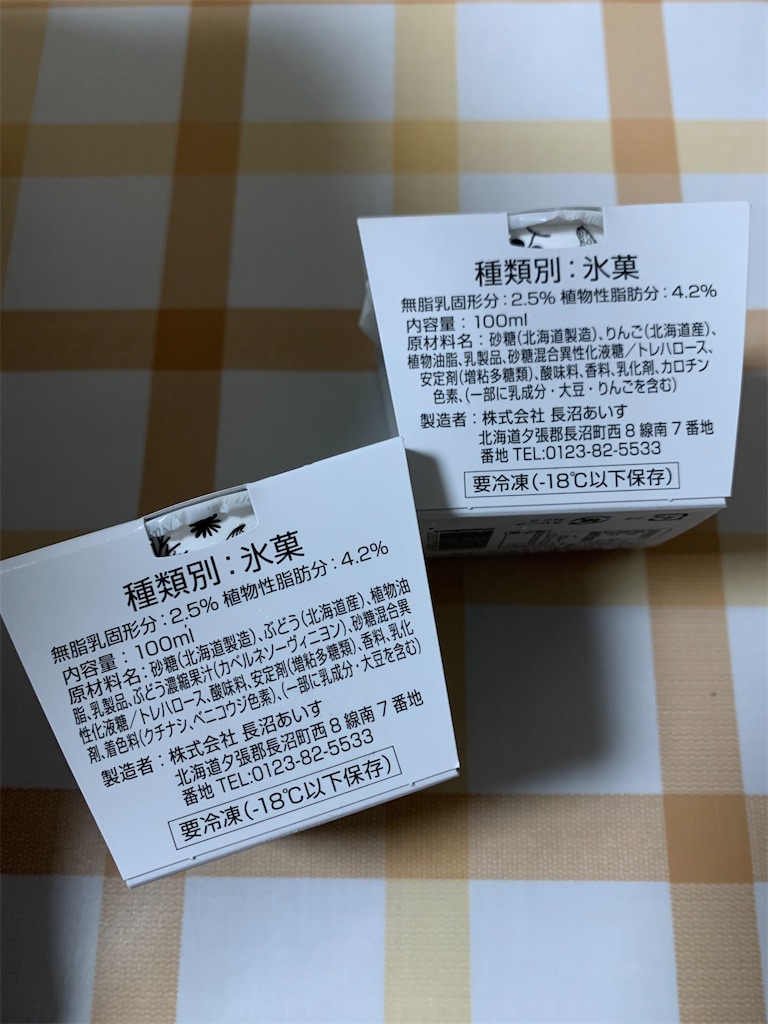 種類別：氷菓
無脂乳固形分：2.5% 植物性脂肪分：4.2%
内容量：100ml
原材料名：砂糖(北海道製造)、りんご(北海道産)、
植物油脂、乳製品、砂糖混合異性化液糖／トレハロース、
安定剤(増粘多糖類)、酸味料、香料、乳化剤、カロチン
色素、(一部に乳成分・大豆・りんごを含む)
製造者：株式会社 長沼あいす
北海道夕張郡長沼町西８線南７番地
番地 TEL:0123-82-5533
要冷凍(-18℃以下保存)
種類別：氷菓
無脂乳固形分：2.5% 植物性脂肪分：4.2%
内容量：100ml
原材料名：砂糖(北海道製造)、ぶどう(北海道産)、植物油
脂、乳製品、ぶどう濃縮果汁(カベルネソーヴィニヨン)、砂糖混合異
性化液糖／トレハロース、酸味料、安定剤(増粘多糖類)、香料、乳化
剤、着色料(クチナシ、ベニコウジ色素)、(一部に乳成分・大豆を含む)
製造者：株式会社 長沼あいす
北海道夕張郡長沼町西８線南７番地
番地 TEL:0123-82-5533
要冷凍(-18℃以下保存)